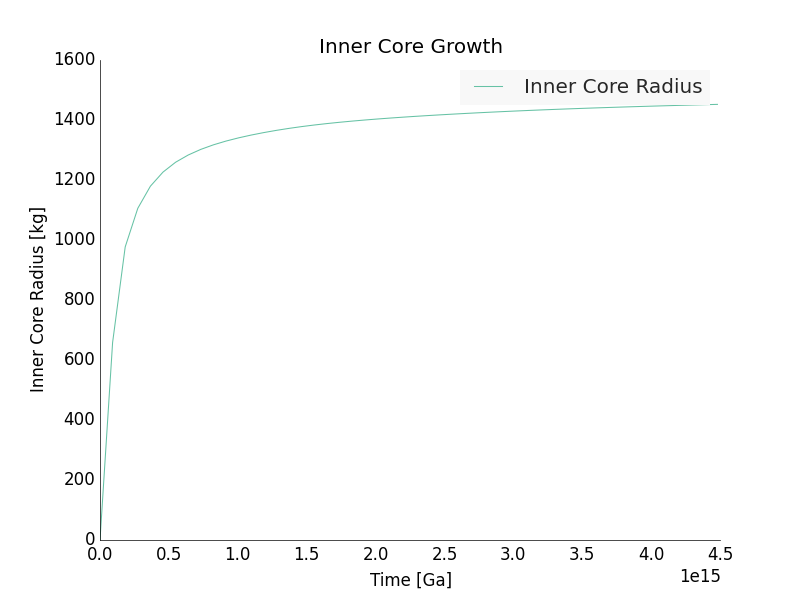 Inner Core Growth
Inner Core Radius
Inner Core Radius [kg]
1600
1400
1200
1000
800
600
400
200
0
0.0 0.5 1.0 1.5 2.0 2.5 3.0 3.5 4.0 4.5
1e15
Time [Ga]